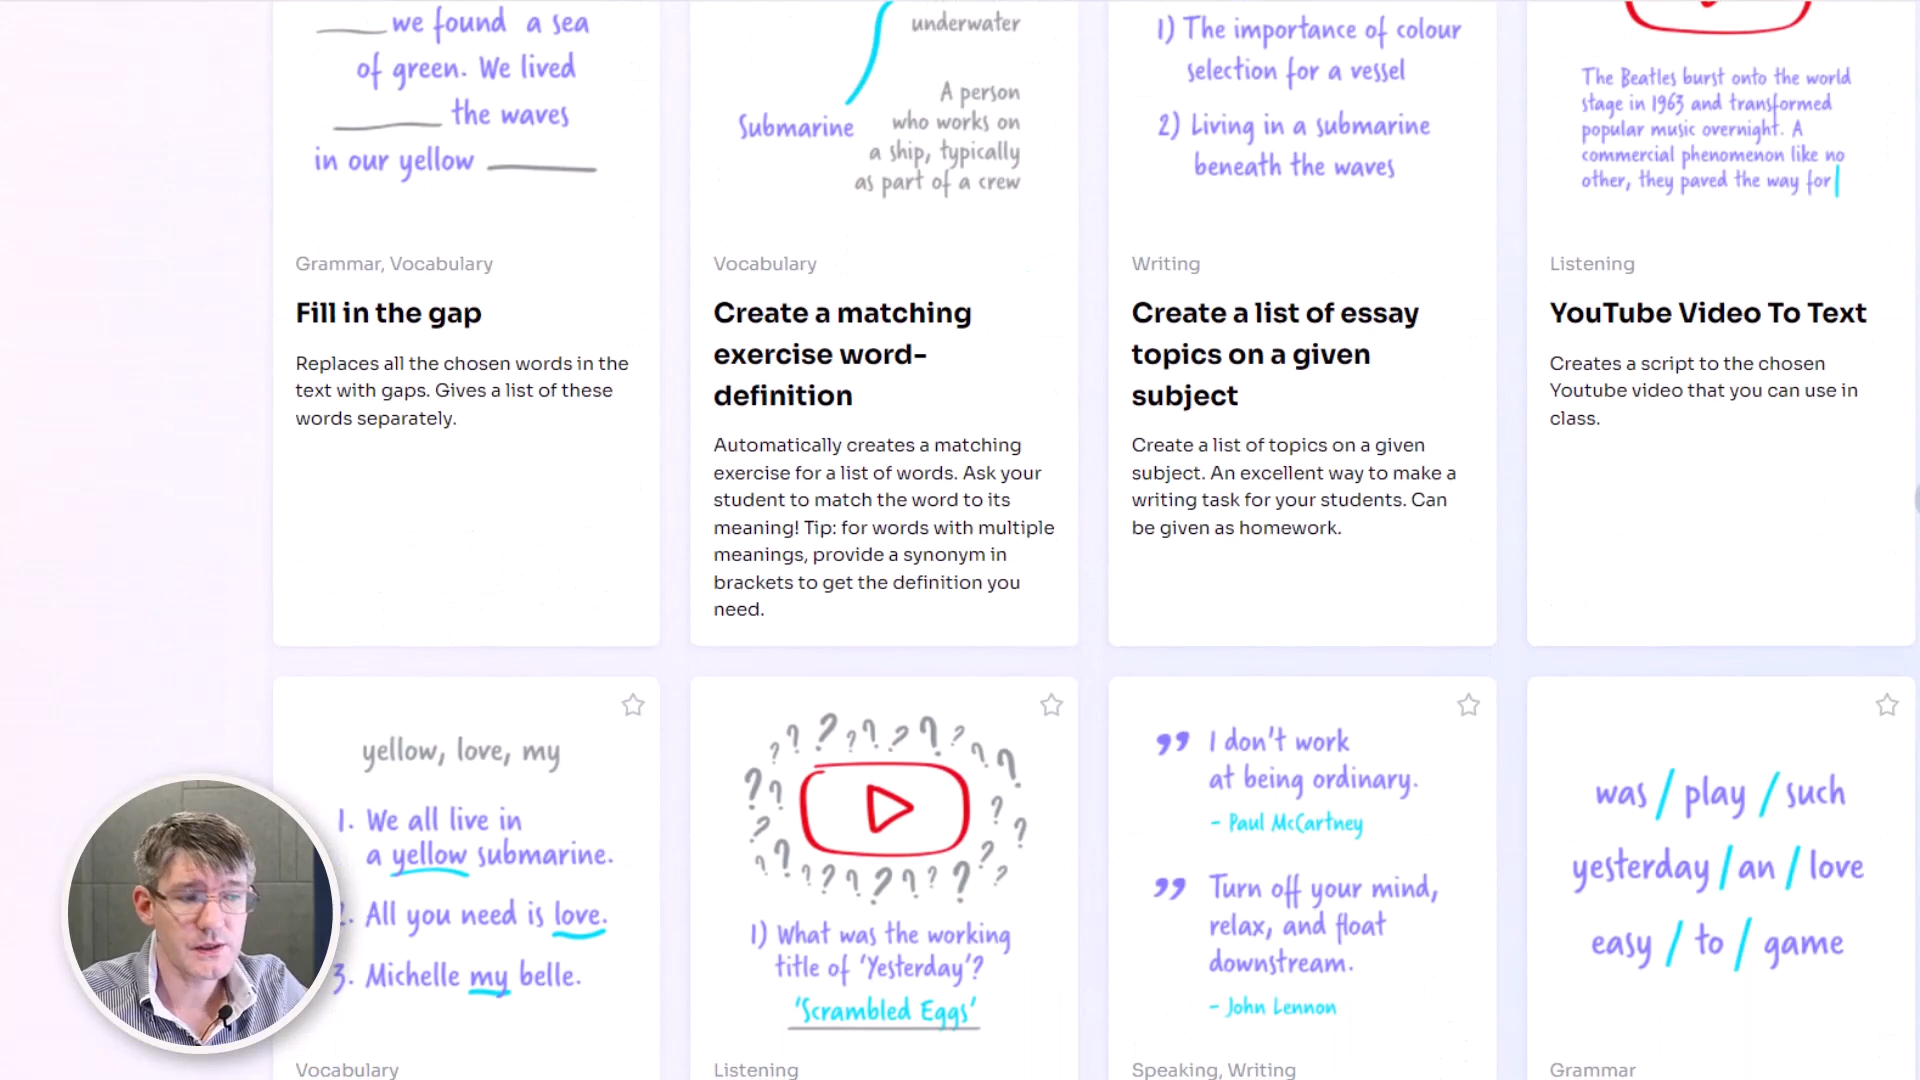 we found a sea
of green. We lived
the waves
in our yellow
underwater
Submarine
A person
who works on
a ship, typically
as part of a crew
1) The importance of colour
selection for a vessel
2) Living in a submarine
beneath the waves
The Beatles burst onto the world
stage in 1963 and transformed
popular music overnight. A
commercial phenomenon like no
other, they paved the way for
Grammar, Vocabulary
Fill in the gap
Replaces all the chosen words in the
text with gaps. Gives a list of these
words separately.
Vocabulary
Create a matching
exercise word-
definition
Automatically creates a matching
exercise for a list of words. Ask your
student to match the word to its
meaning! Tip: for words with multiple
meanings, provide a synonym in
brackets to get the definition you
need.
Writing
Create a list of essay
topics on a given
subject
Create a list of topics on a given
subject. An excellent way to make a
writing task for your students. Can
be given as homework.
Listening
YouTube Video To Text
Creates a script to the chosen
Youtube video that you can use in
class.
yellow, love, my
1. We all live in
a yellow submarine.
2. All you need is love.
3. Michelle my belle.
Vocabulary
? ? ? ? ? ? ? ? ? ? ? ? ? ? ? ? ? ? ? ? ? ? ? ? ? ? ?
1) What was the working
title of 'Yesterday'?
'Scrambled Eggs'
Listening
” I don't work
at being ordinary.
- Paul McCartney
” Turn off your mind,
relax, and float
downstream.
- John Lennon
Speaking, Writing
was / play / such
yesterday / an / love
easy / to / game
Grammar